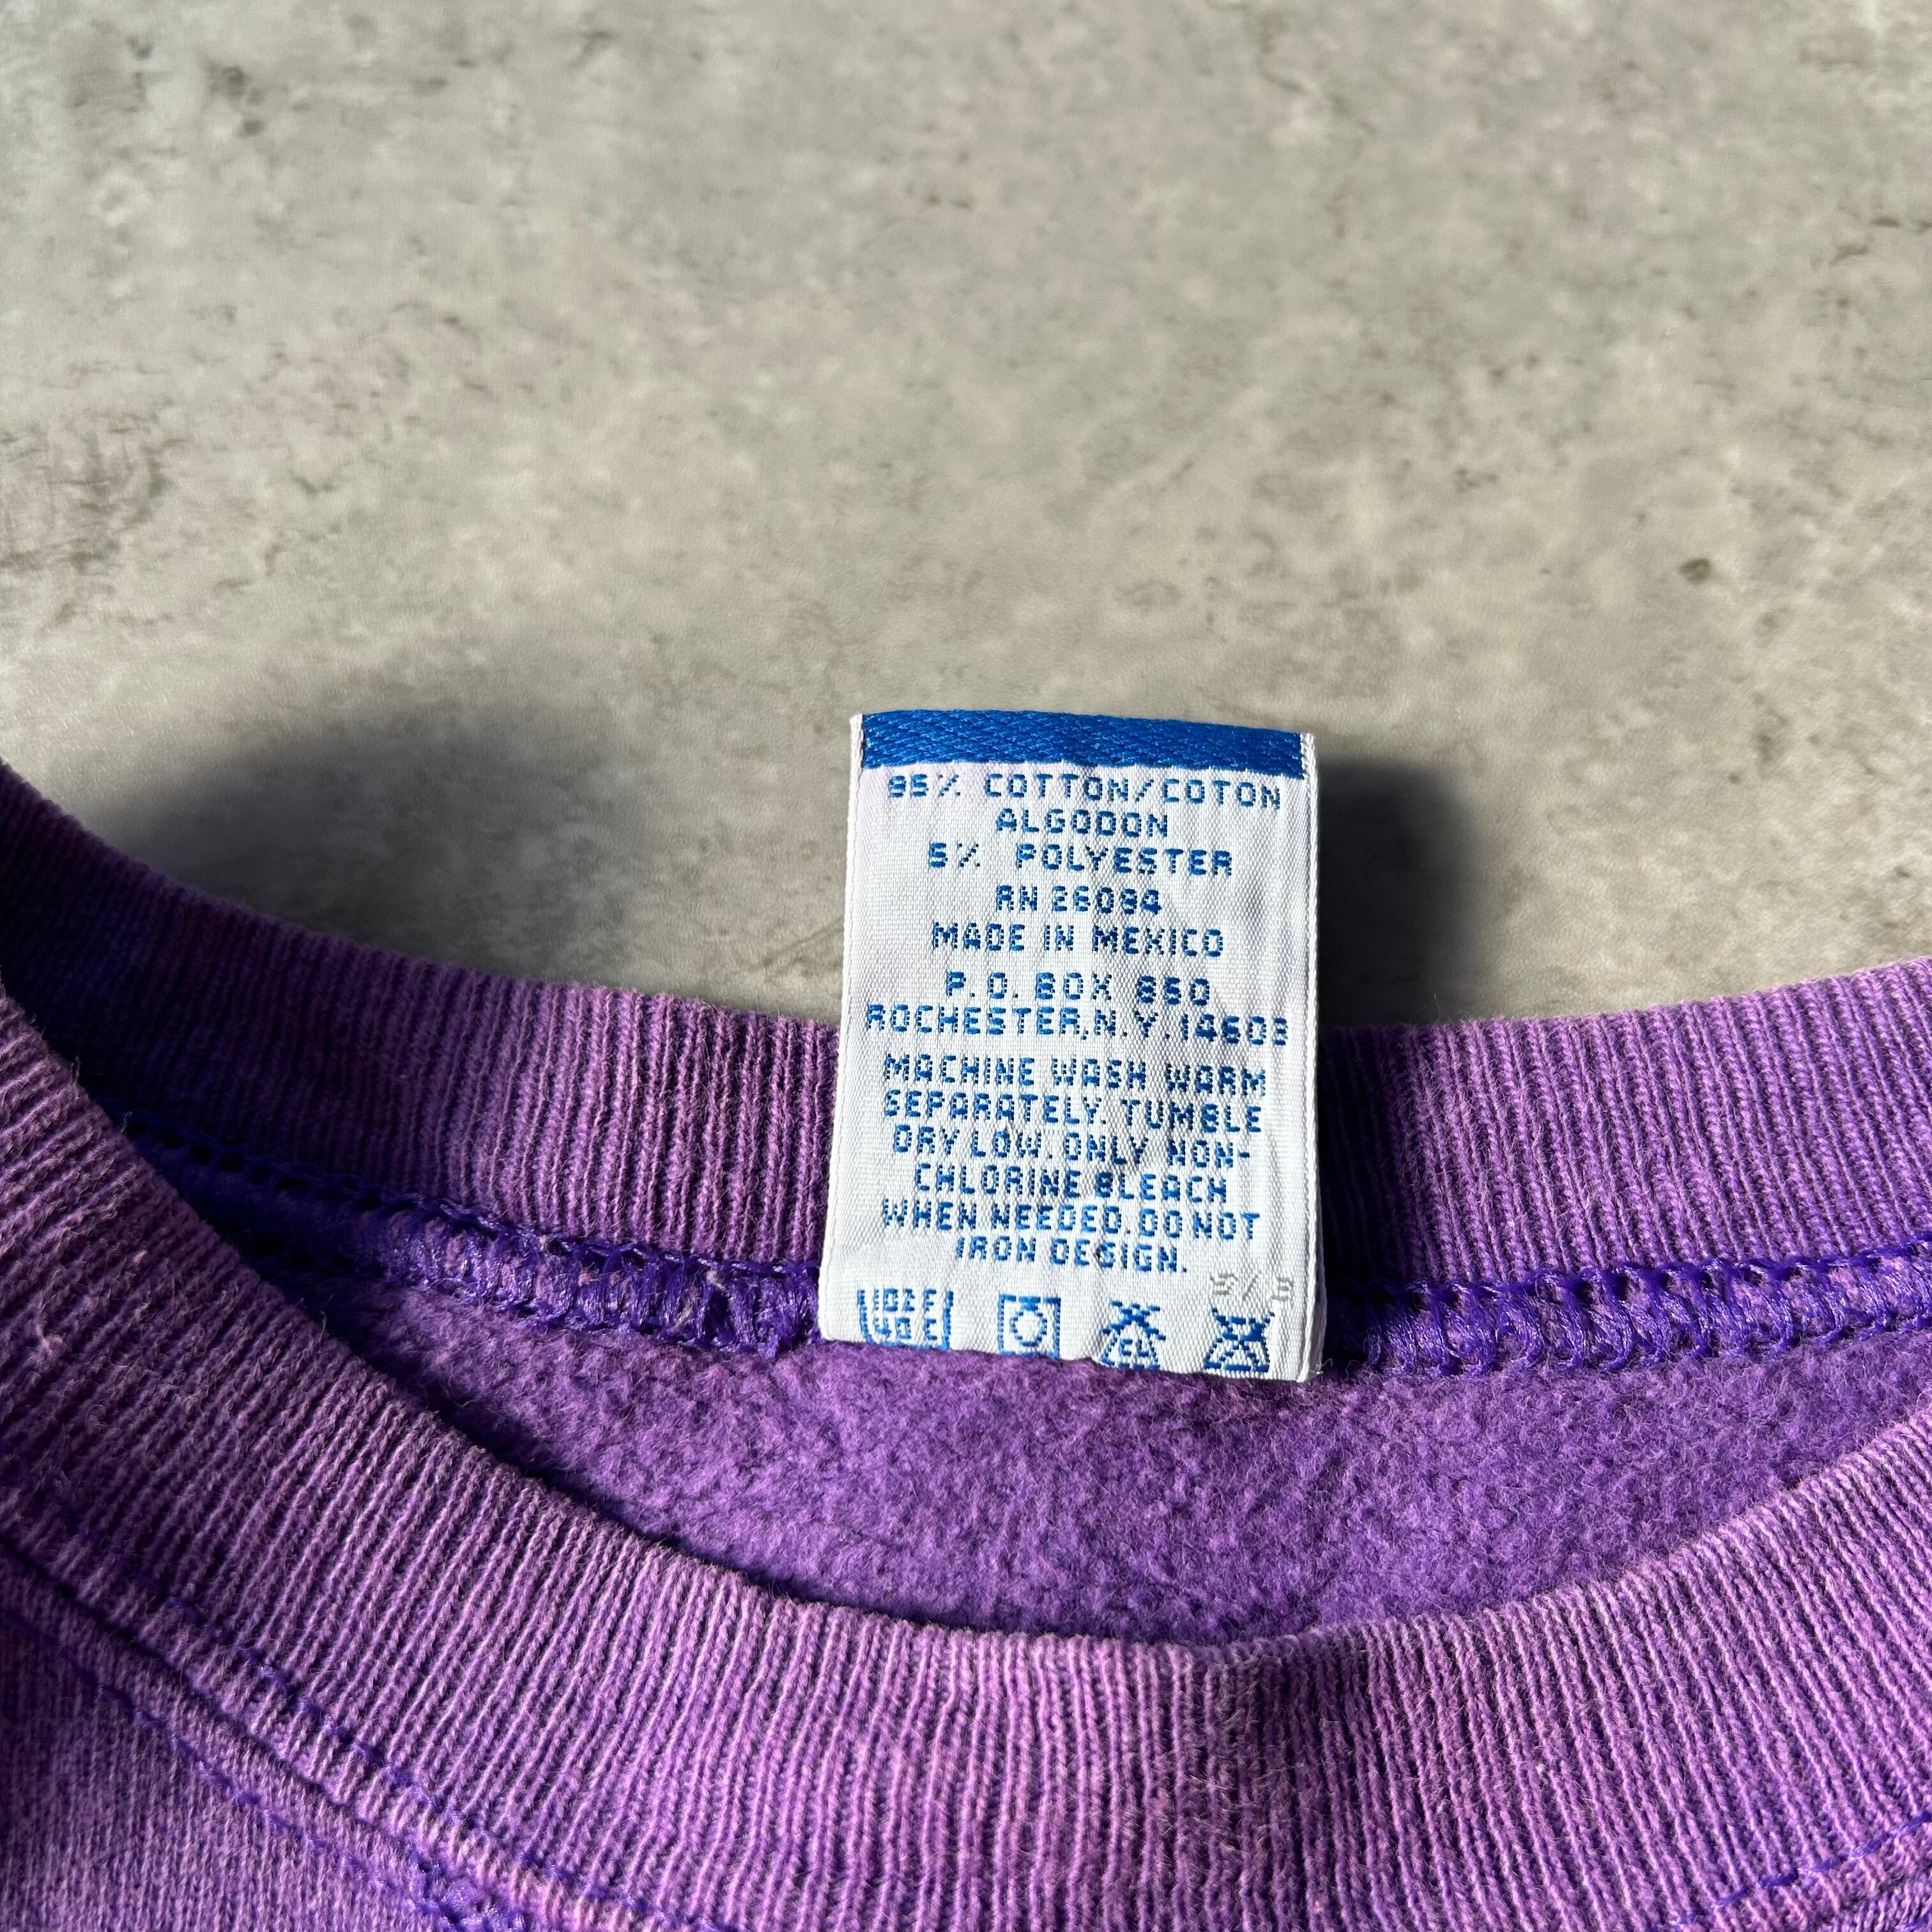 95% COTTON/COTON
ALGODON
5% POLYESTER
RN 26094
MADE IN MEXICO
P.O. BOX 850
ROCHESTER,N.Y.14603
MACHINE WASH WARM
SEPARATELY. TUMBLE
DRY LOW. ONLY NON-
CHLORINE BLEACH
WHEN NEEDED. DO NOT
IRON DESIGN.